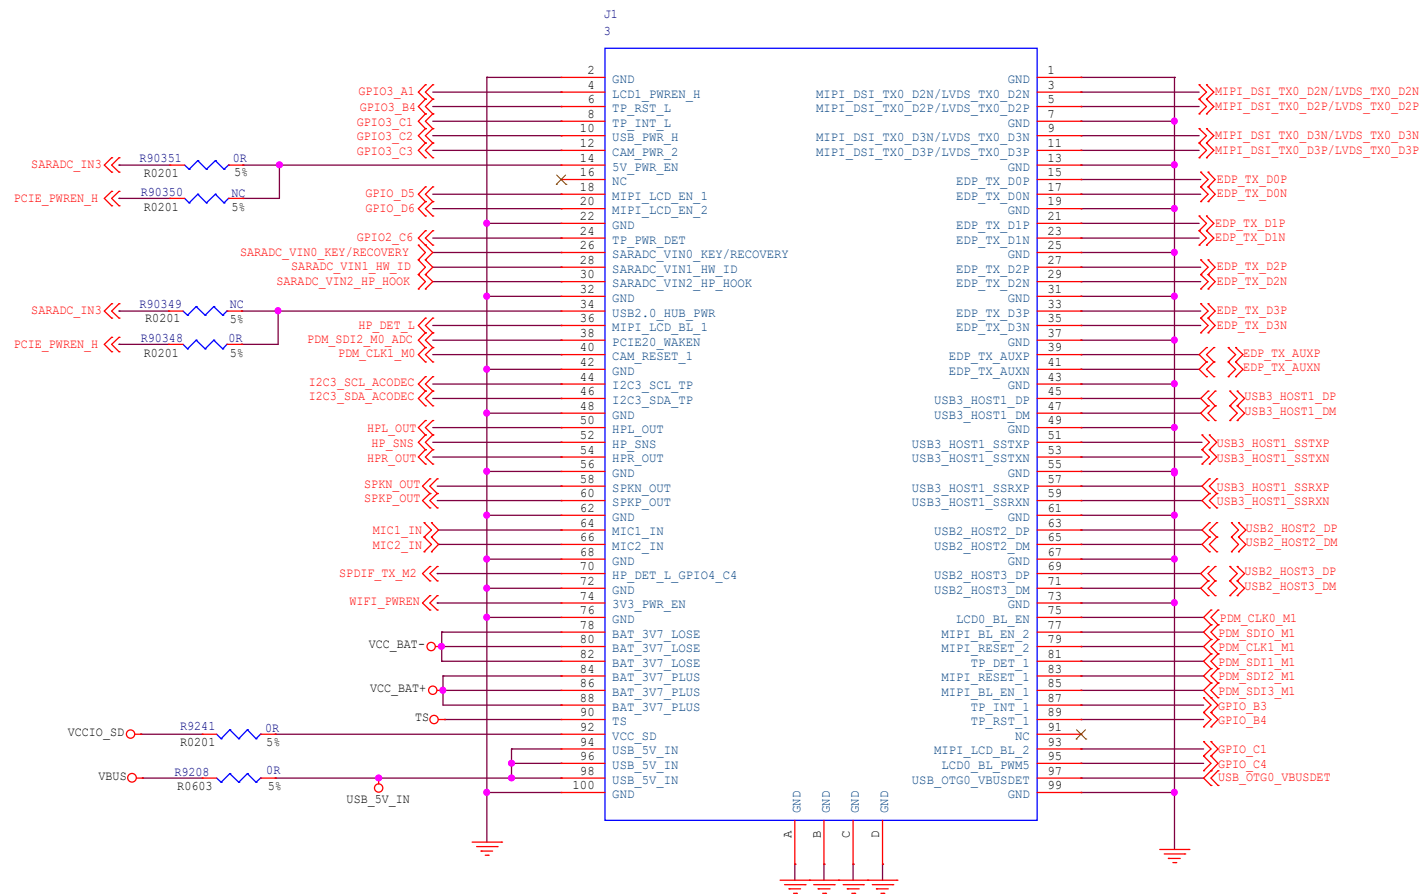 J1
3
2 GND
GPIO3_A1 4 LCD1_PWREN_H
GPIO3_B4 6 TP_RST_L
GPIO3_C1 8 TP_INT_L
GPIO3_C2 10 USB_PWR_H
GPIO3_C3 12 CAM_PWR_2
SARADC_IN3 R90351 R0201 0R 5% 14 5V_PWR_EN
16 NC
PCIE_PWREN_H R90350 R0201 NC 5%
GPIO_D5 18 MIPI_LCD_EN_1
GPIO_D6 20 MIPI_LCD_EN_2
22 GND
GPIO2_C6 24 TP_PWR_DET
SARADC_VIN0_KEY/RECOVERY 26 SARADC_VIN0_KEY/RECOVERY
SARADC_VIN1_HW_ID 28 SARADC_VIN1_HW_ID
SARADC_VIN2_HP_HOOK 30 SARADC_VIN2_HP_HOOK
32 GND
SARADC_IN3 R90349 R0201 NC 5% 34 USB2.0_HUB_PWR
HP_DET_L 36 MIPI_LCD_BL_1
PDM_SDI2_M0_ADC 38 PCIE20_WAKEN
PCIE_PWREN_H R90348 R0201 0R 5%
PDM_CLK1_M0 40 CAM_RESET_1
42 GND
I2C3_SCL_ACODEC 44 I2C3_SCL_TP
I2C3_SDA_ACODEC 46 I2C3_SDA_TP
48 GND
HPL_OUT 50 HPL_OUT
HP_SNS 52 HP_SNS
HPR_OUT 54 HPR_OUT
56 GND
SPKN_OUT 58 SPKN_OUT
SPKP_OUT 60 SPKP_OUT
62 GND
MIC1_IN 64 MIC1_IN
MIC2_IN 66 MIC2_IN
68 GND
SPDIF_TX_M2 70 HP_DET_L_GPIO4_C4
72 GND
WIFI_PWREN 74 3V3_PWR_EN
76 GND
78 BAT_3V7_LOSE
VCC_BAT- 80 BAT_3V7_LOSE
82 BAT_3V7_LOSE
84 BAT_3V7_PLUS
VCC_BAT+ 86 BAT_3V7_PLUS
88 BAT_3V7_PLUS
TS 90 TS
VCCIO_SD R9241 R0201 0R 5% 92 VCC_SD
94 USB_5V_IN
96 USB_5V_IN
VBUS R9208 R0603 0R 5% 98 USB_5V_IN
USB_5V_IN
100 GND
GND 1
MIPI_DSI_TX0_D2N/LVDS_TX0_D2N 3 MIPI_DSI_TX0_D2N/LVDS_TX0_D2N
MIPI_DSI_TX0_D2P/LVDS_TX0_D2P 5 MIPI_DSI_TX0_D2P/LVDS_TX0_D2P
GND 7
MIPI_DSI_TX0_D3N/LVDS_TX0_D3N 9 MIPI_DSI_TX0_D3N/LVDS_TX0_D3N
MIPI_DSI_TX0_D3P/LVDS_TX0_D3P 11 MIPI_DSI_TX0_D3P/LVDS_TX0_D3P
GND 13
EDP_TX_D0P 15 EDP_TX_D0P
EDP_TX_D0N 17 EDP_TX_D0N
GND 19
EDP_TX_D1P 21 EDP_TX_D1P
EDP_TX_D1N 23 EDP_TX_D1N
GND 25
EDP_TX_D2P 27 EDP_TX_D2P
EDP_TX_D2N 29 EDP_TX_D2N
GND 31
EDP_TX_D3P 33 EDP_TX_D3P
EDP_TX_D3N 35 EDP_TX_D3N
GND 37
EDP_TX_AUXP 39 EDP_TX_AUXP
EDP_TX_AUXN 41 EDP_TX_AUXN
GND 43
USB3_HOST1_DP 45 USB3_HOST1_DP
USB3_HOST1_DM 47 USB3_HOST1_DM
GND 49
USB3_HOST1_SSTXP 51 USB3_HOST1_SSTXP
USB3_HOST1_SSTXN 53 USB3_HOST1_SSTXN
GND 55
USB3_HOST1_SSRXP 57 USB3_HOST1_SSRXP
USB3_HOST1_SSRXN 59 USB3_HOST1_SSRXN
GND 61
USB2_HOST2_DP 63 USB2_HOST2_DP
USB2_HOST2_DM 65 USB2_HOST2_DM
GND 67
USB2_HOST3_DP 69 USB2_HOST3_DP
USB2_HOST3_DM 71 USB2_HOST3_DM
GND 73
LCD0_BL_EN 75 PDM_CLK0_M1
MIPI_BL_EN_2 77 PDM_SDI0_M1
MIPI_RESET_2 79 PDM_CLK1_M1
TP_DET_1 81 PDM_SDI1_M1
MIPI_RESET_1 83 PDM_SDI2_M1
MIPI_BL_EN_1 85 PDM_SDI3_M1
TP_INT_1 87 GPIO_B3
TP_RST_1 89 GPIO_B4
NC 91
MIPI_LCD_BL_2 93 GPIO_C1
LCD0_BL_PWM5 95 GPIO_C4
USB_OTG0_VBUSDET 97 USB_OTG0_VBUSDET
GND 99
GND GND GND GND
A B C D